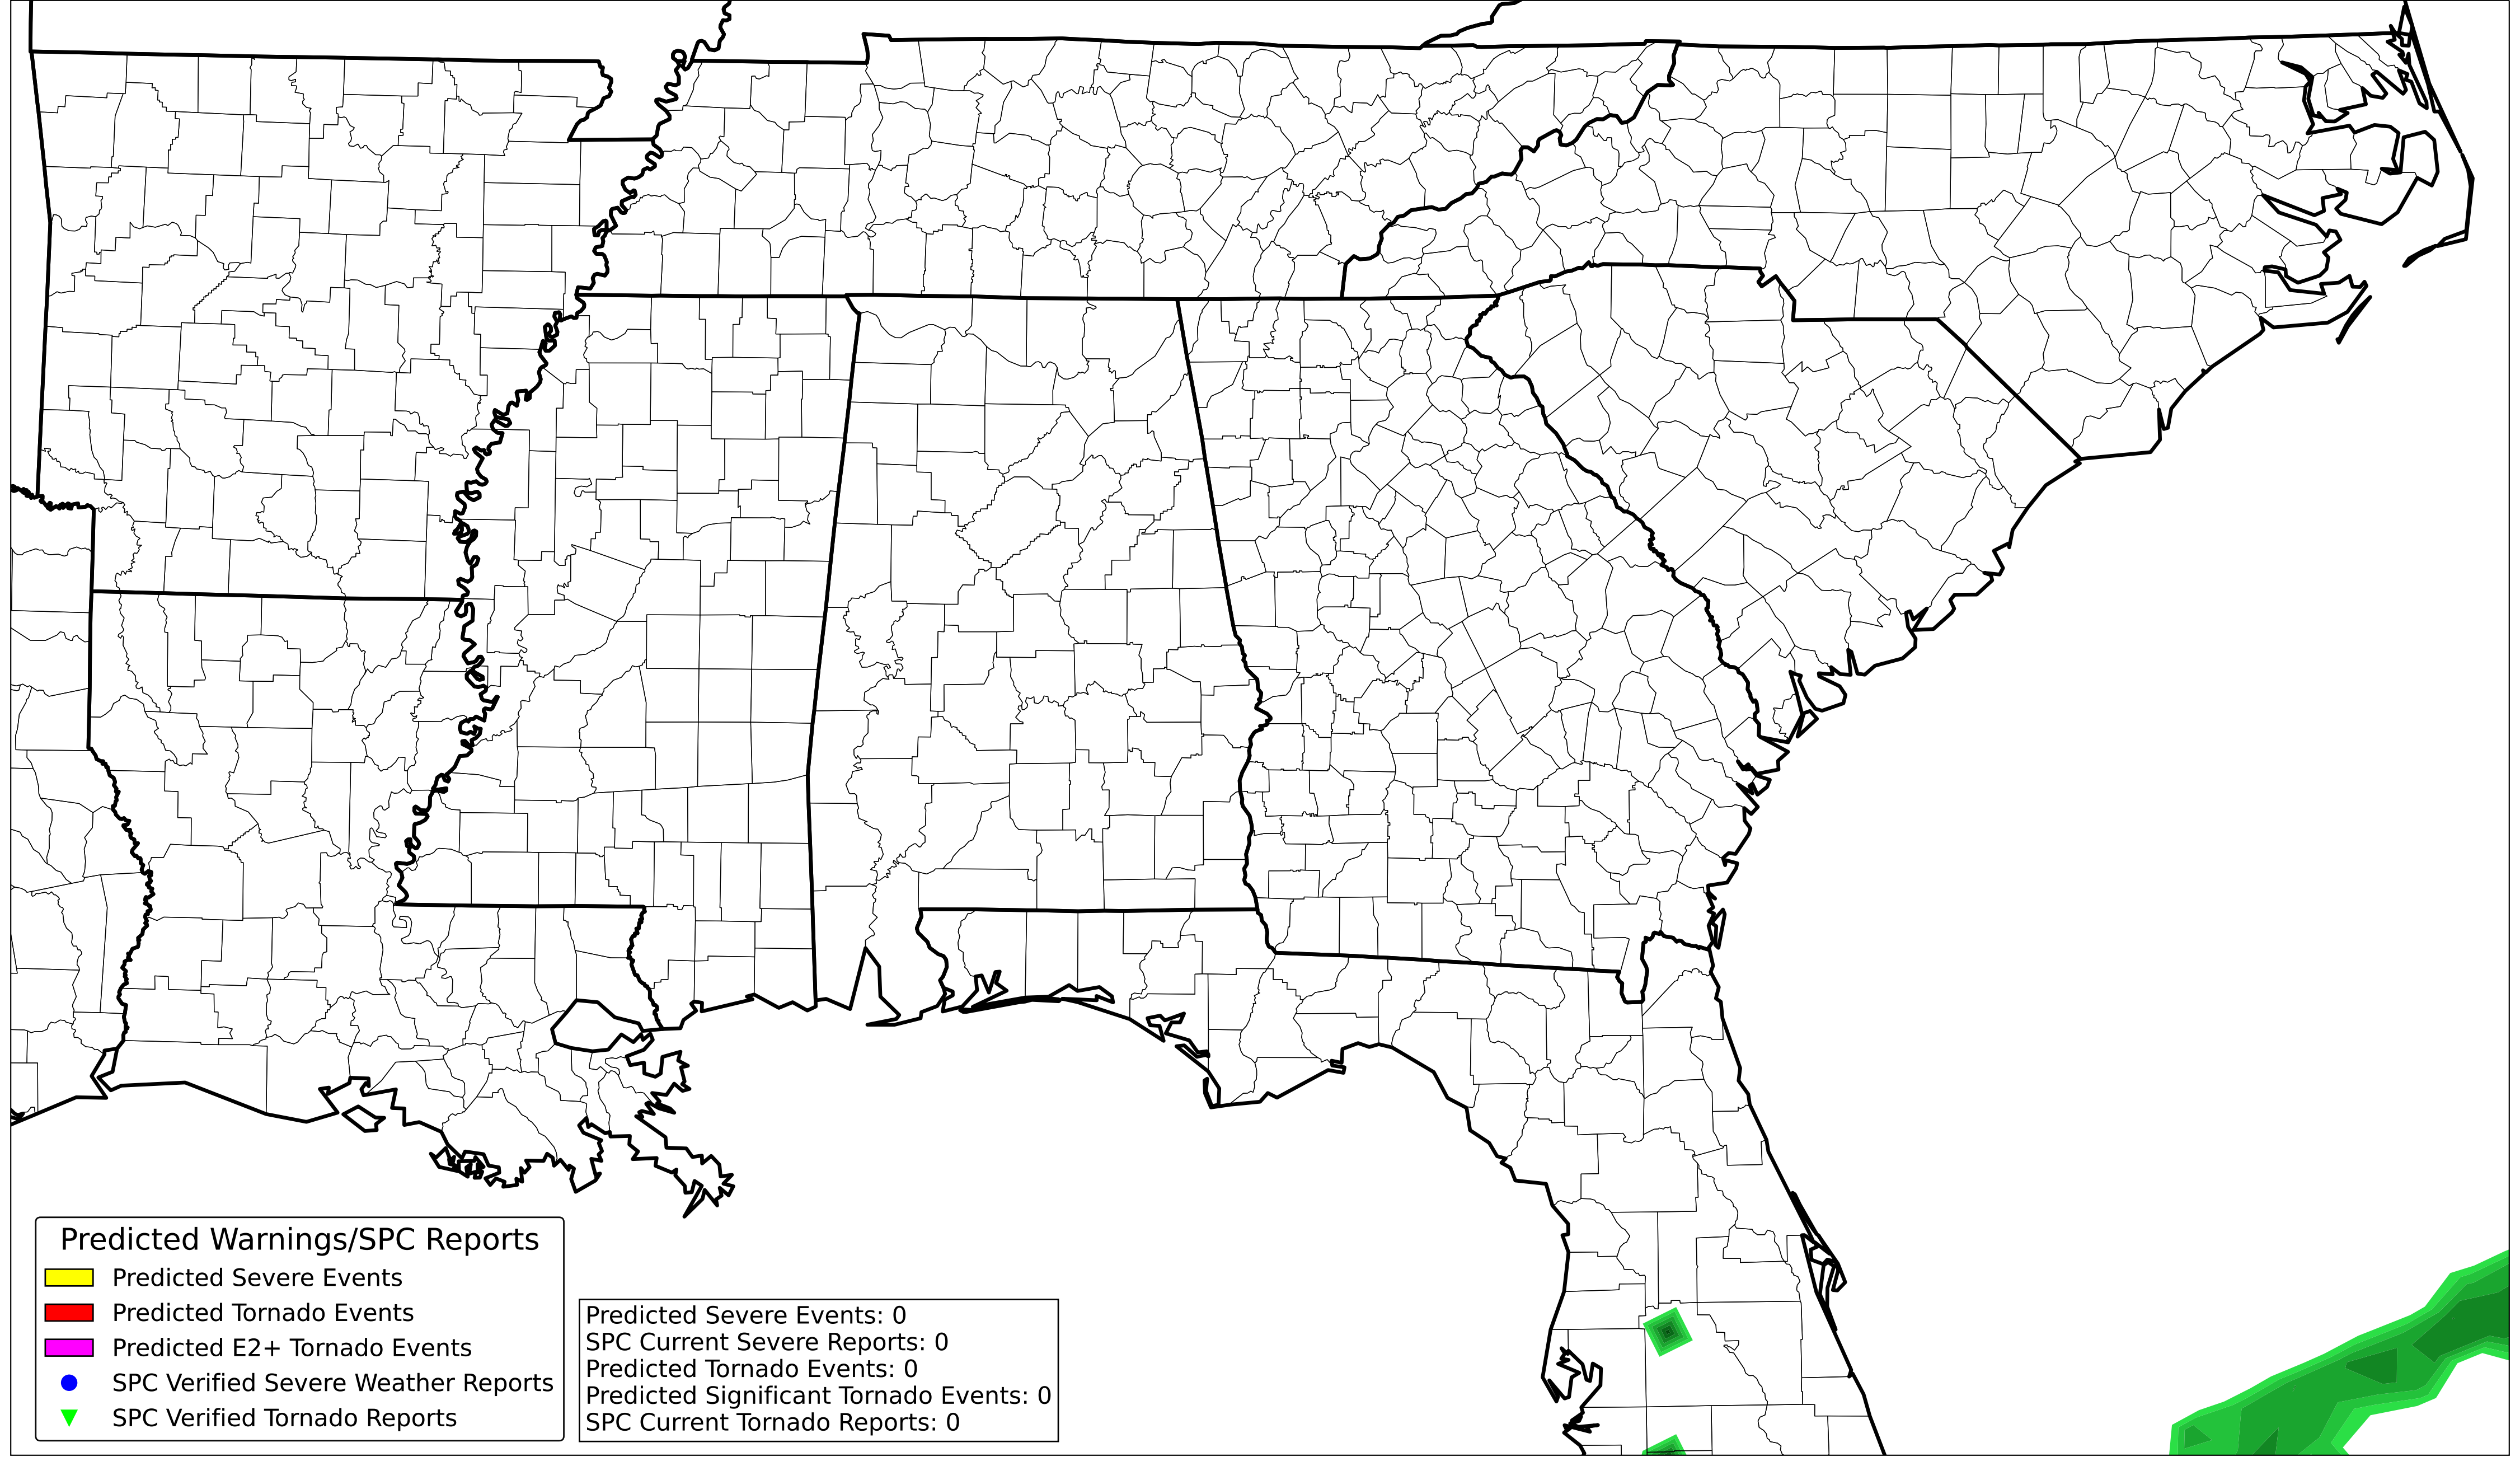 Predicted Warnings/SPC Reports
Predicted Severe Events
Predicted Tornado Events
Predicted E2+ Tornado Events
SPC Verified Severe Weather Reports
SPC Verified Tornado Reports
Predicted Severe Events: 0
SPC Current Severe Reports: 0
Predicted Tornado Events: 0
Predicted Significant Tornado Events: 0
SPC Current Tornado Reports: 0